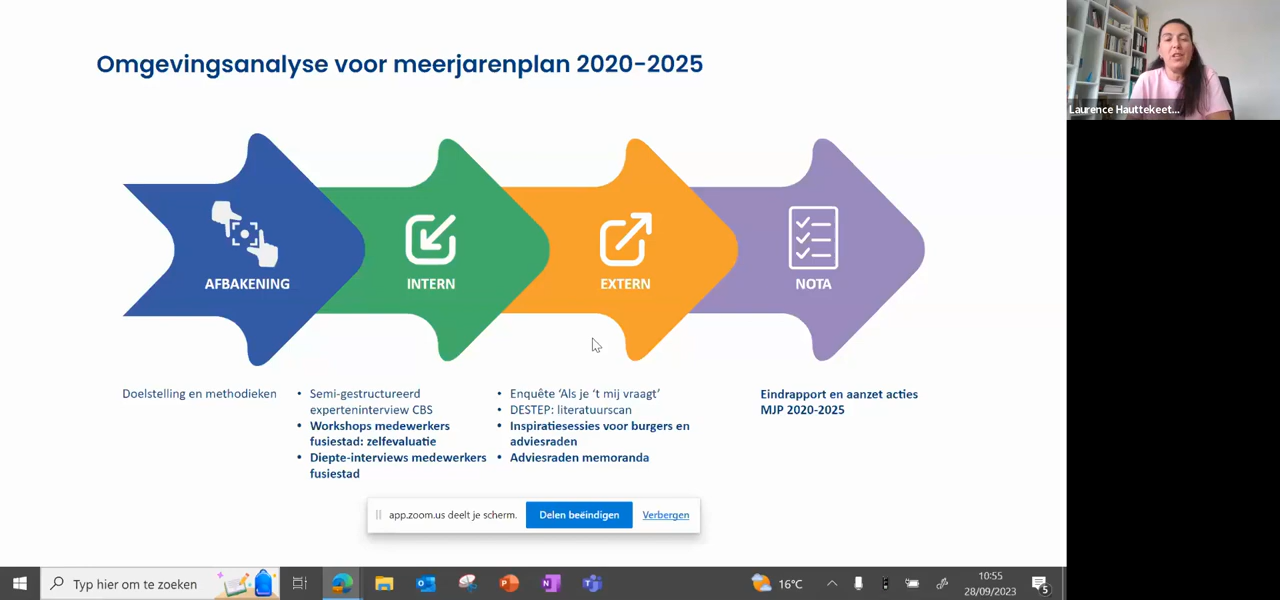 Omgevingsanalyse voor meerjarenplan 2020-2025
Laurence Hauttekeet...
AFBAKENING
INTERN
EXTERN
NOTA
Doelstelling en methodieken
• Semi-gestructureerd
experteninterview CBS
• Workshops medewerkers
fusiestad: zelfevaluatie
• Diepte-interviews medewerkers
fusiestad
• Enquête ‘Als je ‘t mij vraagt’
• DESTEP: literatuurscan
• Inspiratiesessies voor burgers en
adviesraden
• Adviesraden memoranda
Eindrapport en aanzet acties
MJP 2020-2025
app.zoom.us deelt je scherm.
Delen beëindigen
Verbergen
Typ hier om te zoeken
16°C
10:55
28/09/2023
5